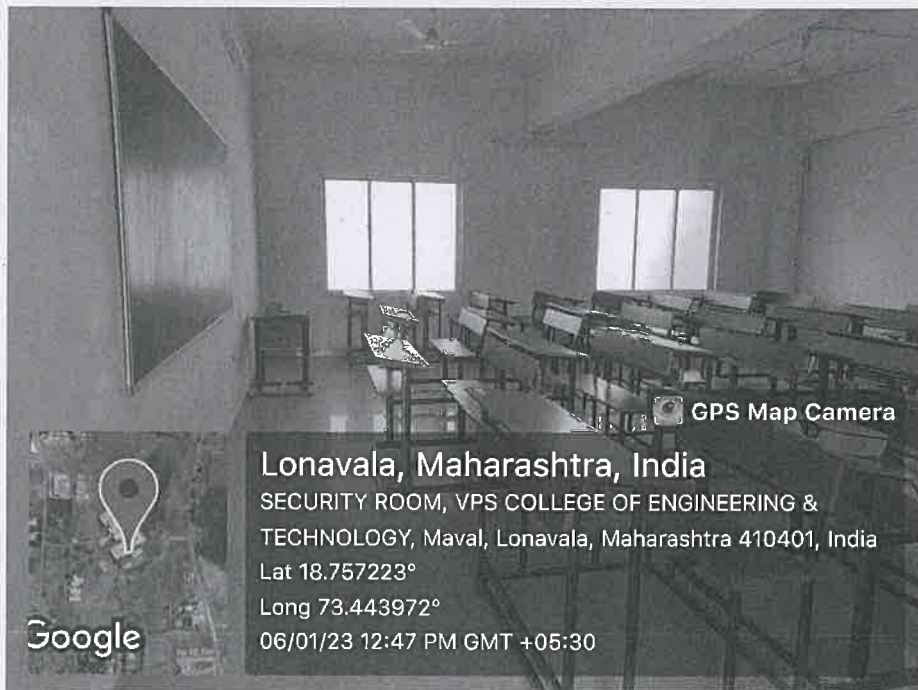 GPS Map Camera
Lonavala, Maharashtra, India
SECURITY ROOM, VPS COLLEGE OF ENGINEERING &
TECHNOLOGY, Maval, Lonavala, Maharashtra 410401, India
Lat 18.757223°
Long 73.443972°
06/01/23 12:47 PM GMT +05:30
Google